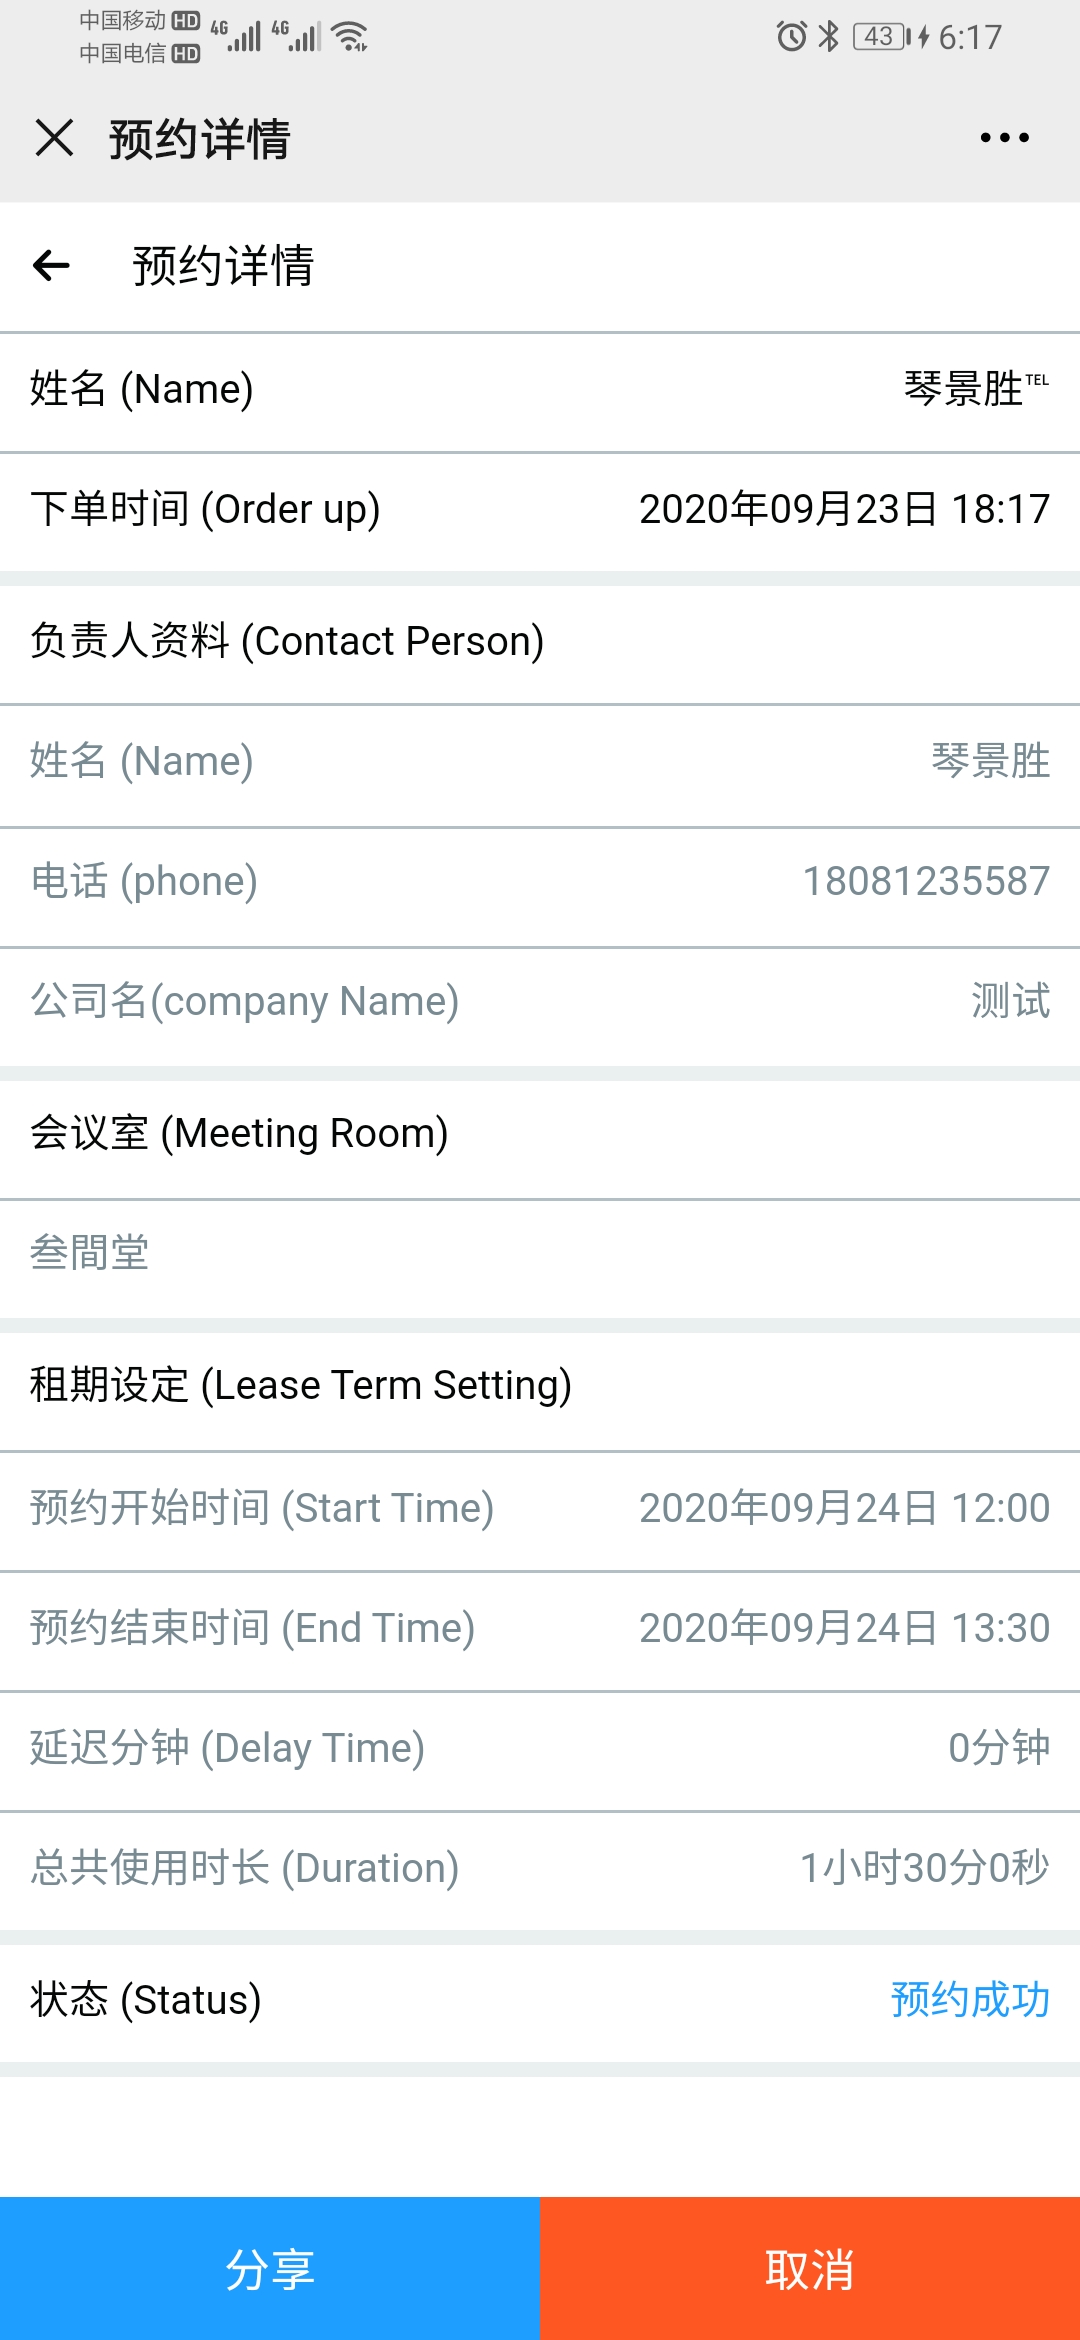 中国移动 HD 4G 4G 43 6:17
中国电信 HD
预约详情
预约详情
姓名 (Name) 琴景胜℡
下单时间 (Order up) 2020年09月23日 18:17
负责人资料 (Contact Person)
姓名 (Name) 琴景胜
电话 (phone) 18081235587
公司名(company Name) 测试
会议室 (Meeting Room)
叁間堂
租期设定 (Lease Term Setting)
预约开始时间 (Start Time) 2020年09月24日 12:00
预约结束时间 (End Time) 2020年09月24日 13:30
延迟分钟 (Delay Time) 0分钟
总共使用时长 (Duration) 1小时30分0秒
状态 (Status) 预约成功
分享 取消